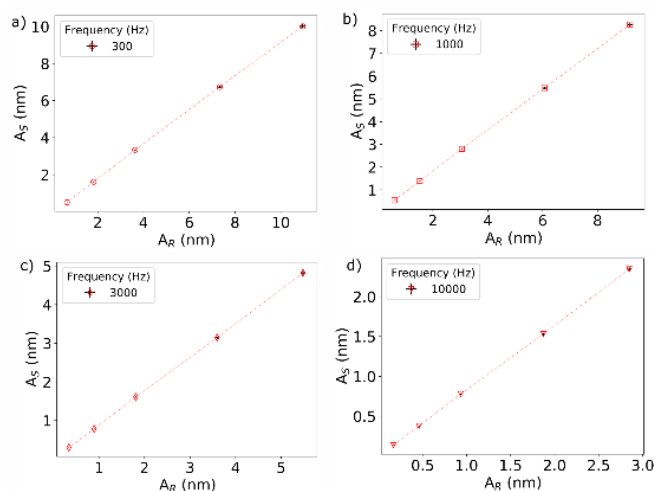 a)
Frequency (Hz)
300
10
8
6
4
2
A_S (nm)
2 4 6 8 10
A_R (nm)
b)
Frequency (Hz)
1000
8
7
6
5
4
3
2
1
A_S (nm)
2 4 6 8
A_R (nm)
c)
Frequency (Hz)
3000
5
4
3
2
1
A_S (nm)
1 2 3 4 5
A_R (nm)
d)
Frequency (Hz)
10000
2.0
1.5
1.0
0.5
A_S (nm)
0.5 1.0 1.5 2.0 2.5 3.0
A_R (nm)